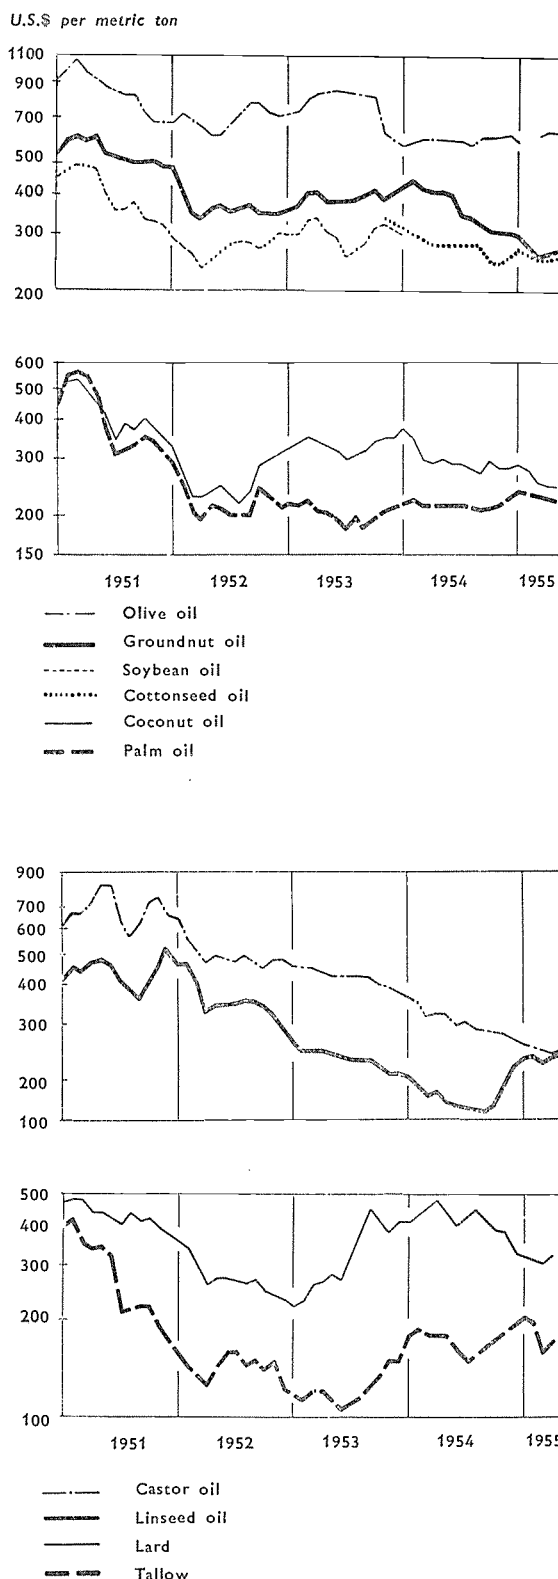 U.S.$ per metric ton
1100
900
700
500
400
300
200
600
500
400
300
200
150
1951 1952 1953 1954 1955
Olive oil
Groundnut oil
Soybean oil
Cottonseed oil
Coconut oil
Palm oil
900
700
600
500
400
300
200
100
500
400
300
200
100
1951 1952 1953 1954 1955
Castor oil
Linseed oil
Lard
Tallow